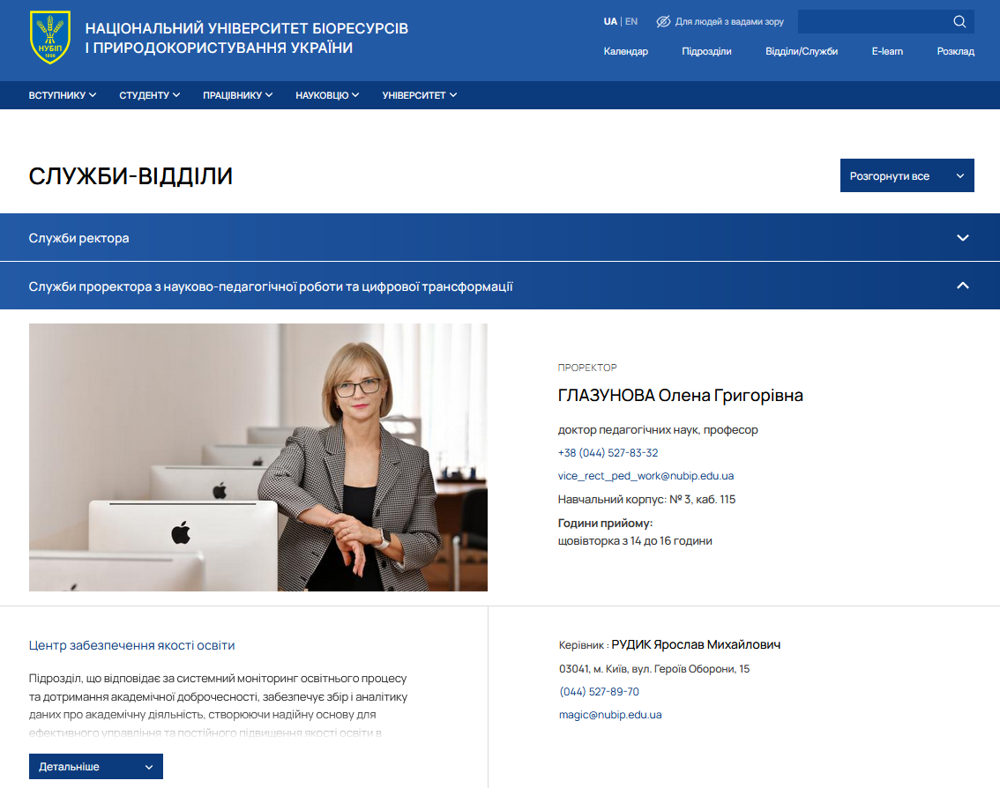 НУБІП
1898
НАЦІОНАЛЬНИЙ УНІВЕРСИТЕТ БІОРЕСУРСІВ
І ПРИРОДОКОРИСТУВАННЯ УКРАЇНИ
UA | EN
Для людей з вадами зору
Календар
Підрозділи
Відділи/Служби
E-learn
Розклад
ВСТУПНИКУ
СТУДЕНТУ
ПРАЦІВНИКУ
НАУКОВЦЮ
УНІВЕРСИТЕТ
СЛУЖБИ-ВІДДІЛИ
Розгорнути все
Служби ректора
Служби проректора з науково-педагогічної роботи та цифрової трансформації
ПРОРЕКТОР
ГЛАЗУНОВА Олена Григорівна
доктор педагогічних наук, професор
+38 (044) 527-83-32
vice_rect_ped_work@nubip.edu.ua
Навчальний корпус: № 3, каб. 115
Години прийому:
щовівторка з 14 до 16 години
Центр забезпечення якості освіти
Підрозділ, що відповідає за системний моніторинг освітнього процесу
та дотримання академічної доброчесності, забезпечує збір і аналітику
даних про академічну діяльність, створюючи надійну основу для
ефективного управління та постійного підвищення якості освіти в
Детальніше
Керівник : РУДИК Ярослав Михайлович
03041, м. Київ, вул. Героїв Оборони, 15
(044) 527-89-70
magic@nubip.edu.ua